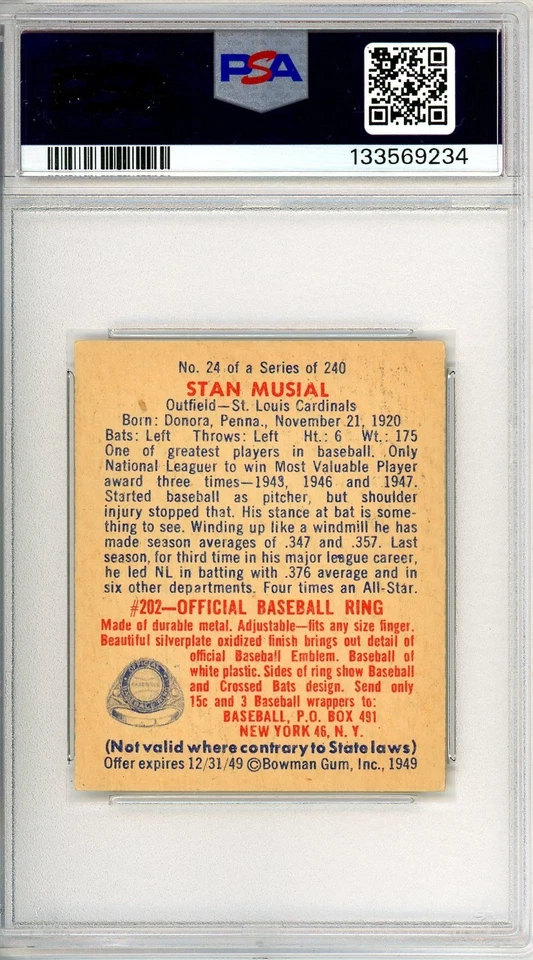 PSA
133569234
No. 24 of a Series of 240
STAN MUSIAL
Outfield—St. Louis Cardinals
Born: Donora, Penna., November 21, 1920
Bats: Left Throws: Left Ht.: 6 Wt.: 175
One of greatest players in baseball. Only
National Leaguer to win Most Valuable Player
award three times—1943, 1946 and 1947.
Started baseball as pitcher, but shoulder
injury stopped that. His stance at bat is some-
thing to see. Winding up like a windmill he has
made season averages of .347 and .357. Last
season, for third time in his major league career,
he led NL in batting with .376 average and in
six other departments. Four times an All-Star.
#202—OFFICIAL BASEBALL RING
Made of durable metal. Adjustable—fits any size finger.
Beautiful silverplate oxidized finish brings out detail of
official Baseball Emblem. Baseball of
white plastic. Sides of ring show Baseball
and Crossed Bats design. Send only
15c and 3 Baseball wrappers to:
BASEBALL, P.O. BOX 491
NEW YORK 46, N. Y.
(Not valid where contrary to State laws)
Offer expires 12/31/49 ©Bowman Gum, Inc., 1949